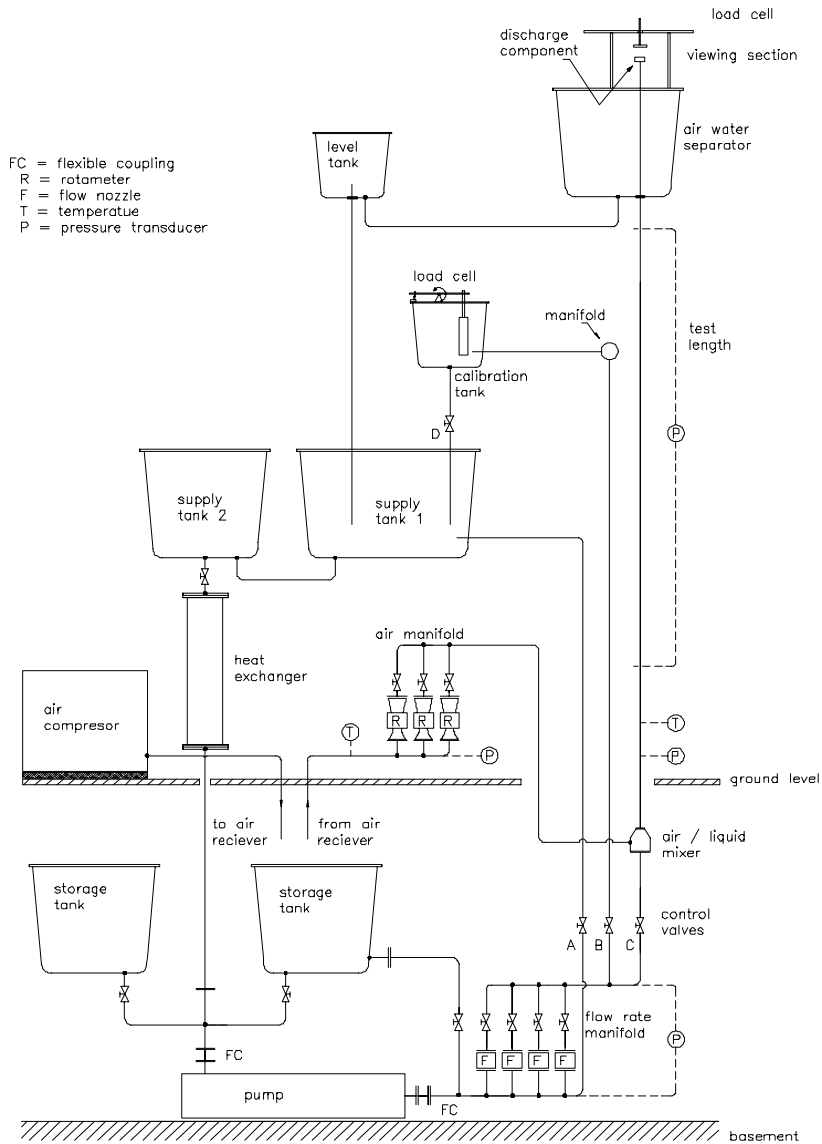 load cell
discharge
component
viewing section
air water
separator
level
tank
FC = flexible coupling
R = rotameter
F = flow nozzle
T = temperatue
P = pressure transducer
load cell
manifold
test
length
calibration
tank
D
P
supply
tank 2
supply
tank 1
air manifold
heat
exchanger
air
compresor
R R R
T
T
P
P
ground level
to air
reciever
from air
reciever
air / liquid
mixer
storage
tank
storage
tank
control
valves
A B C
flow rate
manifold
P
FC
F F F F
pump
FC
basement